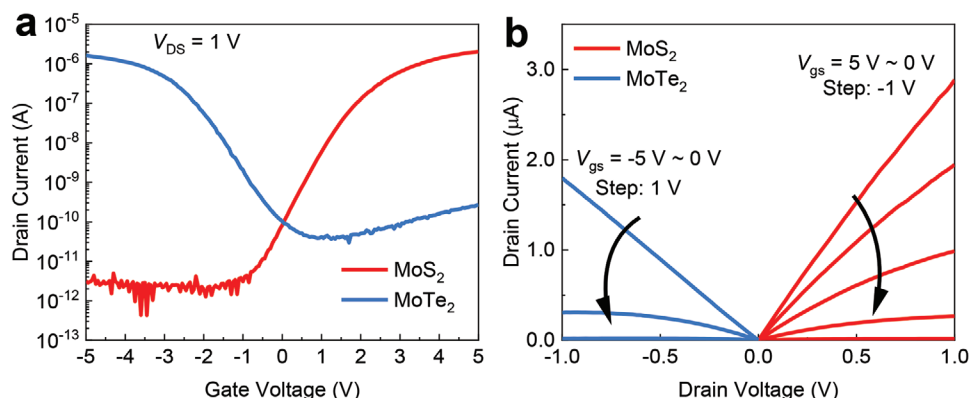 a
V_DS = 1 V
Drain Current (A)
10^-5
10^-6
10^-7
10^-8
10^-9
10^-10
10^-11
10^-12
10^-13
MoS₂
MoTe₂
-5 -4 -3 -2 -1 0 1 2 3 4 5
Gate Voltage (V)
b
MoS₂
MoTe₂
V_gs = 5 V ~ 0 V
Step: -1 V
V_gs = -5 V ~ 0 V
Step: 1 V
Drain Current (μA)
3.0
2.0
1.0
0.0
-1.0 -0.5 0.0 0.5 1.0
Drain Voltage (V)